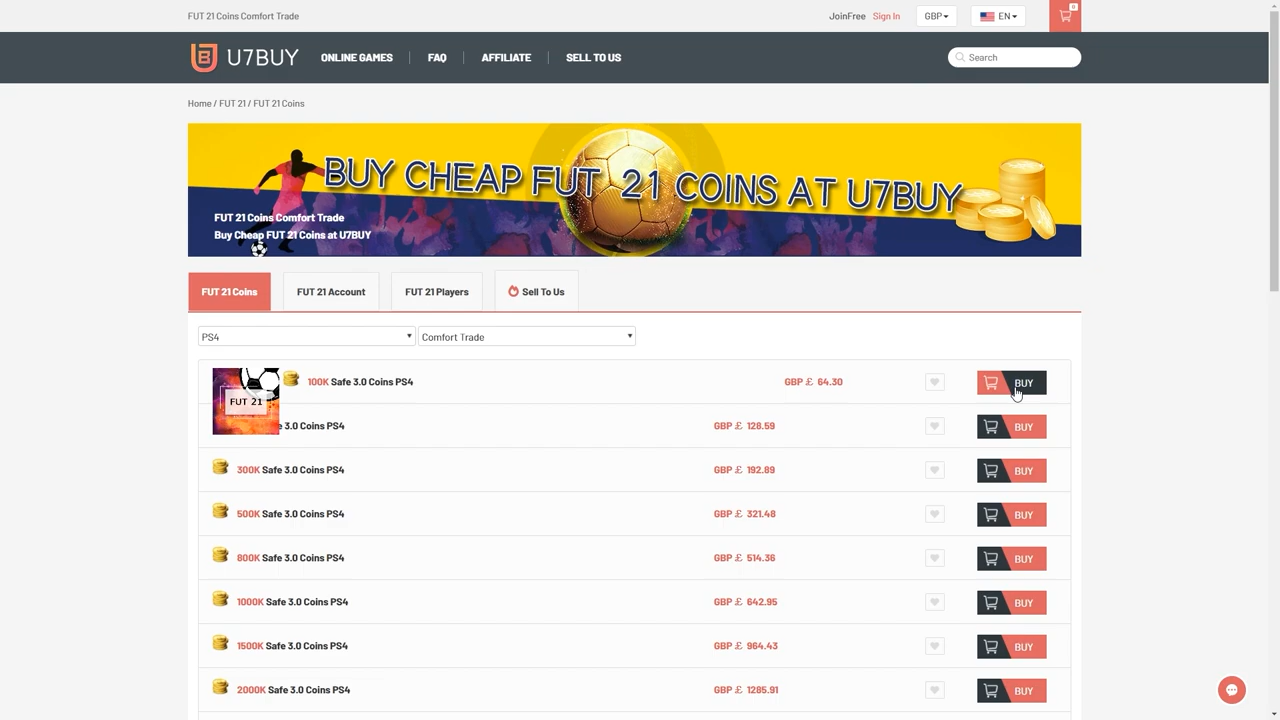 FUT 21 Coins Comfort Trade
JoinFree Sign In GBP EN 0
U7BUY ONLINE GAMES FAQ AFFILIATE SELL TO US Search
Home / FUT 21 / FUT 21 Coins
BUY CHEAP FUT 21 COINS AT U7BUY
FUT 21 Coins Comfort Trade
Buy Cheap FUT 21 Coins at U7BUY
FUT 21 Coins FUT 21 Account FUT 21 Players Sell To Us
PS4 Comfort Trade
100K Safe 3.0 Coins PS4 GBP £ 64.30 BUY
FUT 21
3.0 Coins PS4 GBP £ 128.59 BUY
300K Safe 3.0 Coins PS4 GBP £ 192.89 BUY
500K Safe 3.0 Coins PS4 GBP £ 321.48 BUY
800K Safe 3.0 Coins PS4 GBP £ 514.36 BUY
1000K Safe 3.0 Coins PS4 GBP £ 642.95 BUY
1500K Safe 3.0 Coins PS4 GBP £ 964.43 BUY
2000K Safe 3.0 Coins PS4 GBP £ 1285.91 BUY